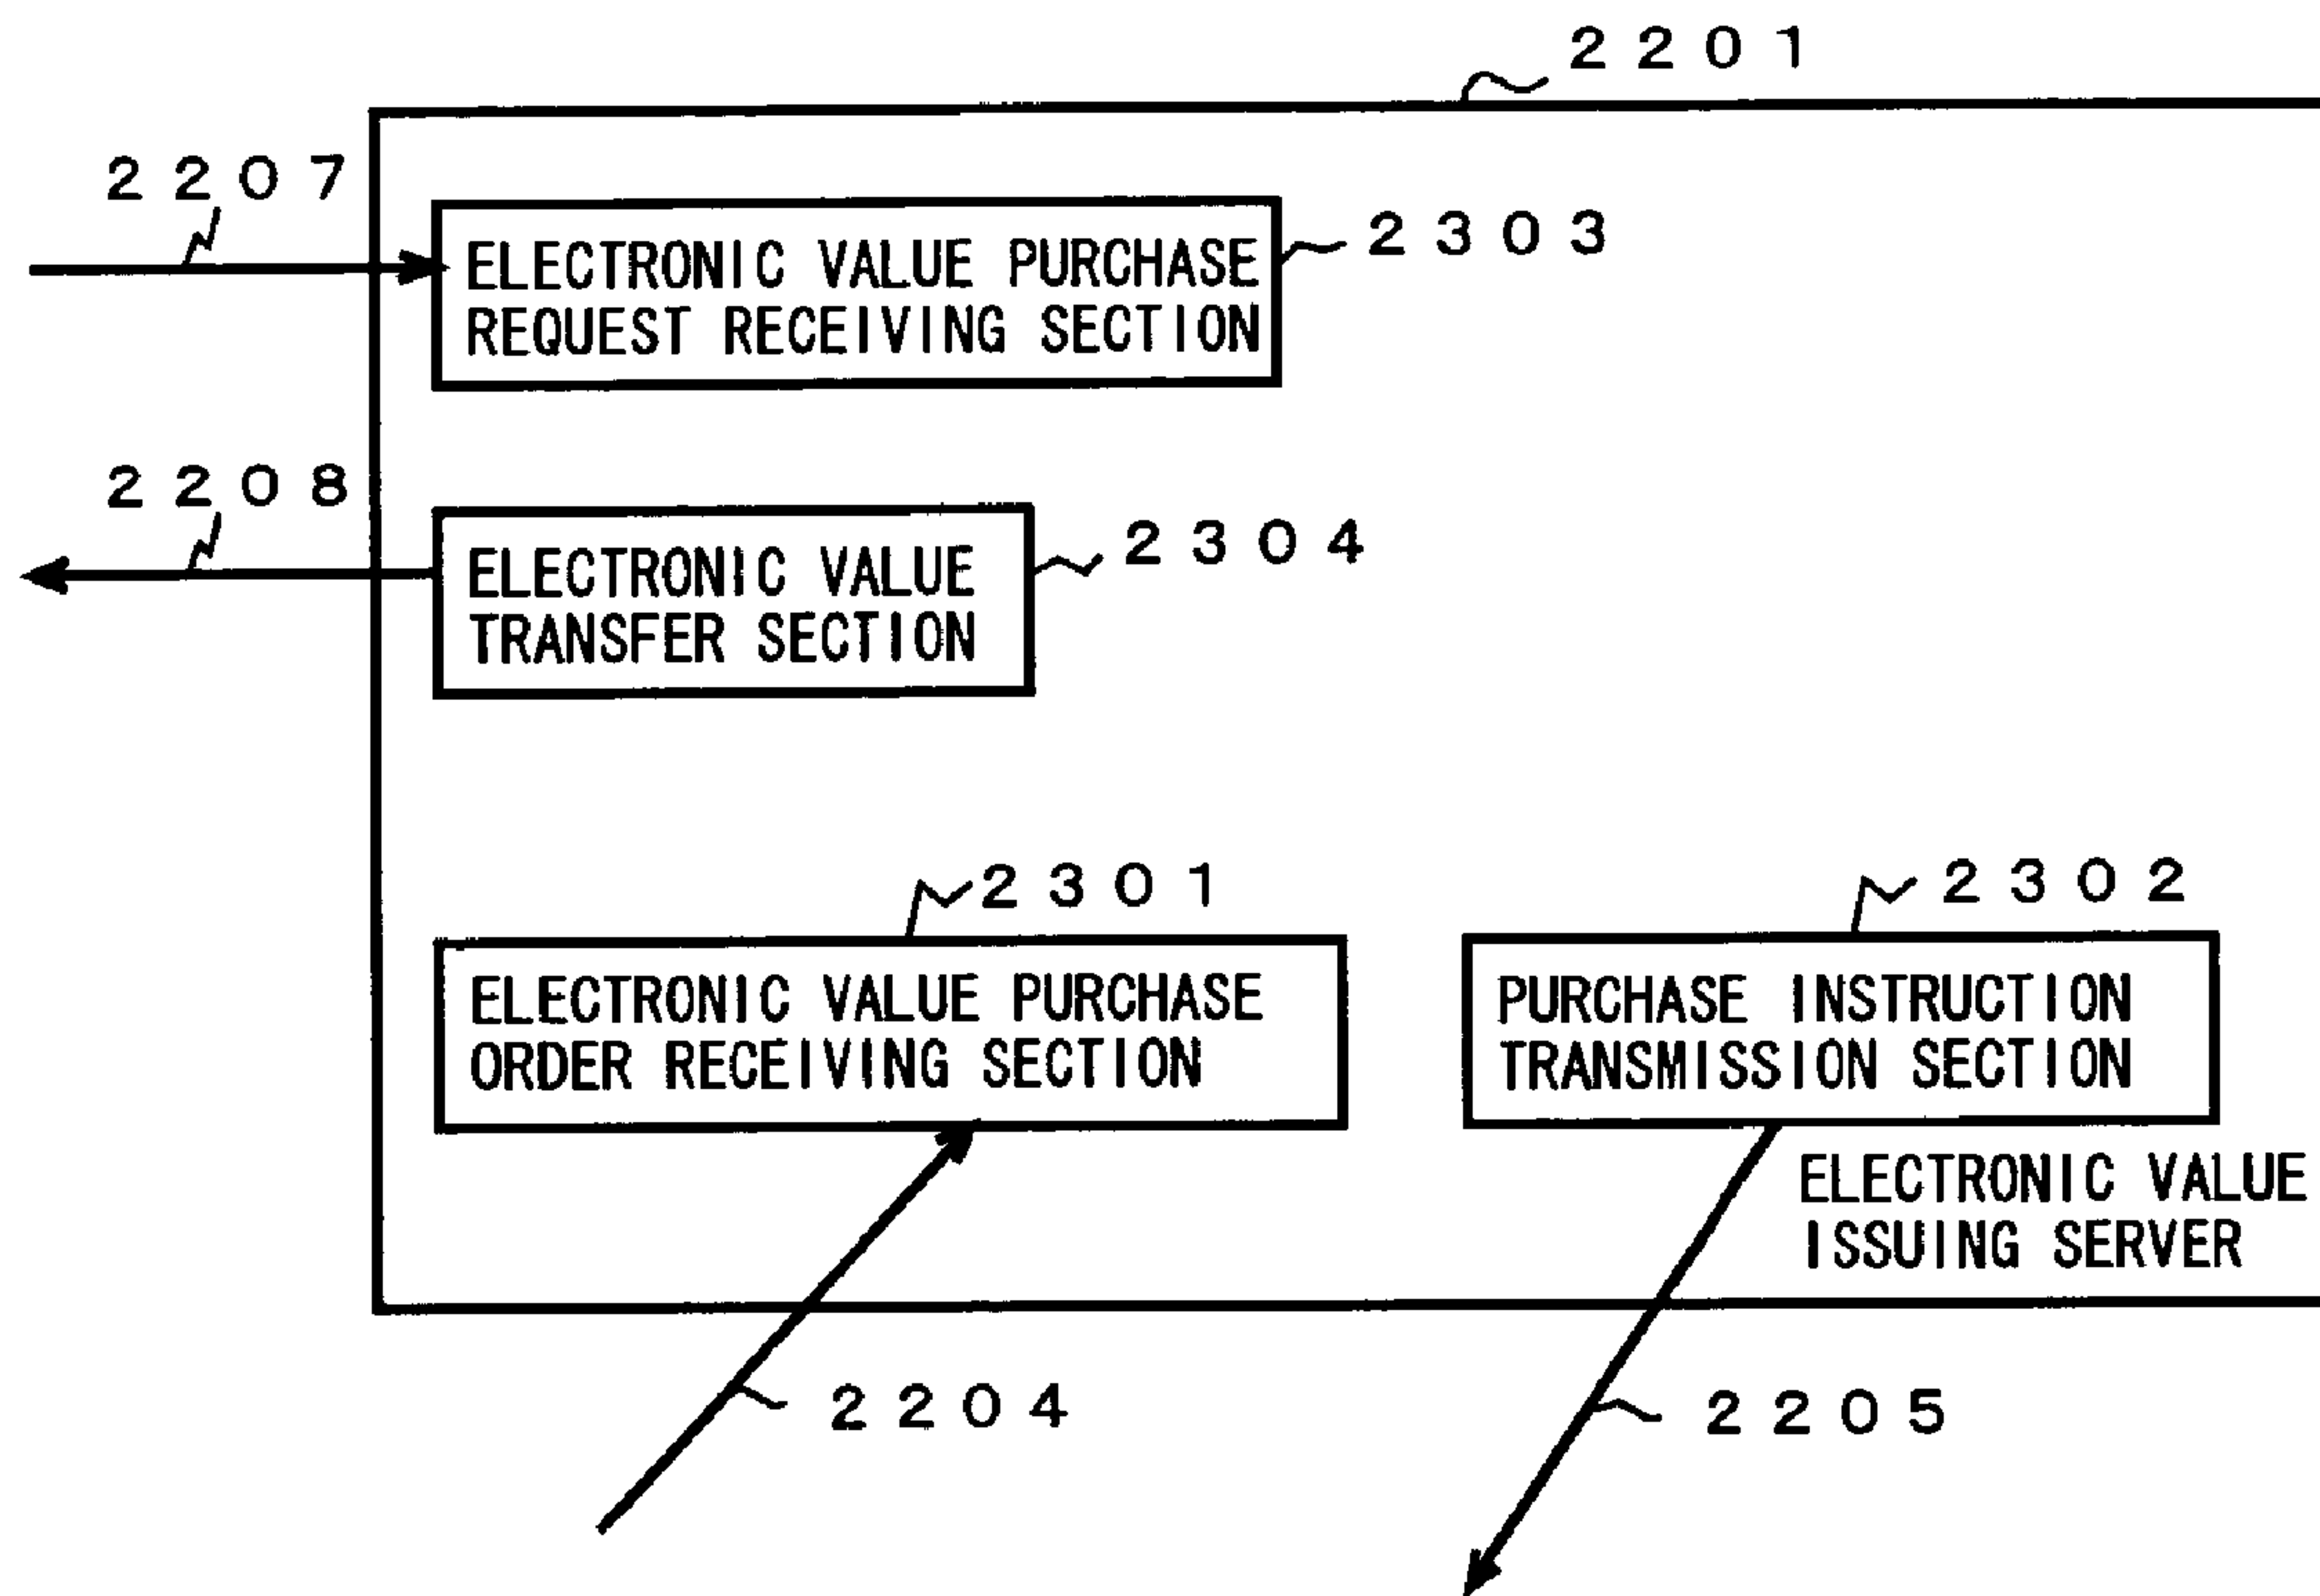 2201
2207
ELECTRONIC VALUE PURCHASE
REQUEST RECEIVING SECTION
2303
2208
ELECTRONIC VALUE
TRANSFER SECTION
2304
2301
ELECTRONIC VALUE PURCHASE
ORDER RECEIVING SECTION
2302
PURCHASE INSTRUCTION
TRANSMISSION SECTION
ELECTRONIC VALUE
ISSUING SERVER
2204
2205